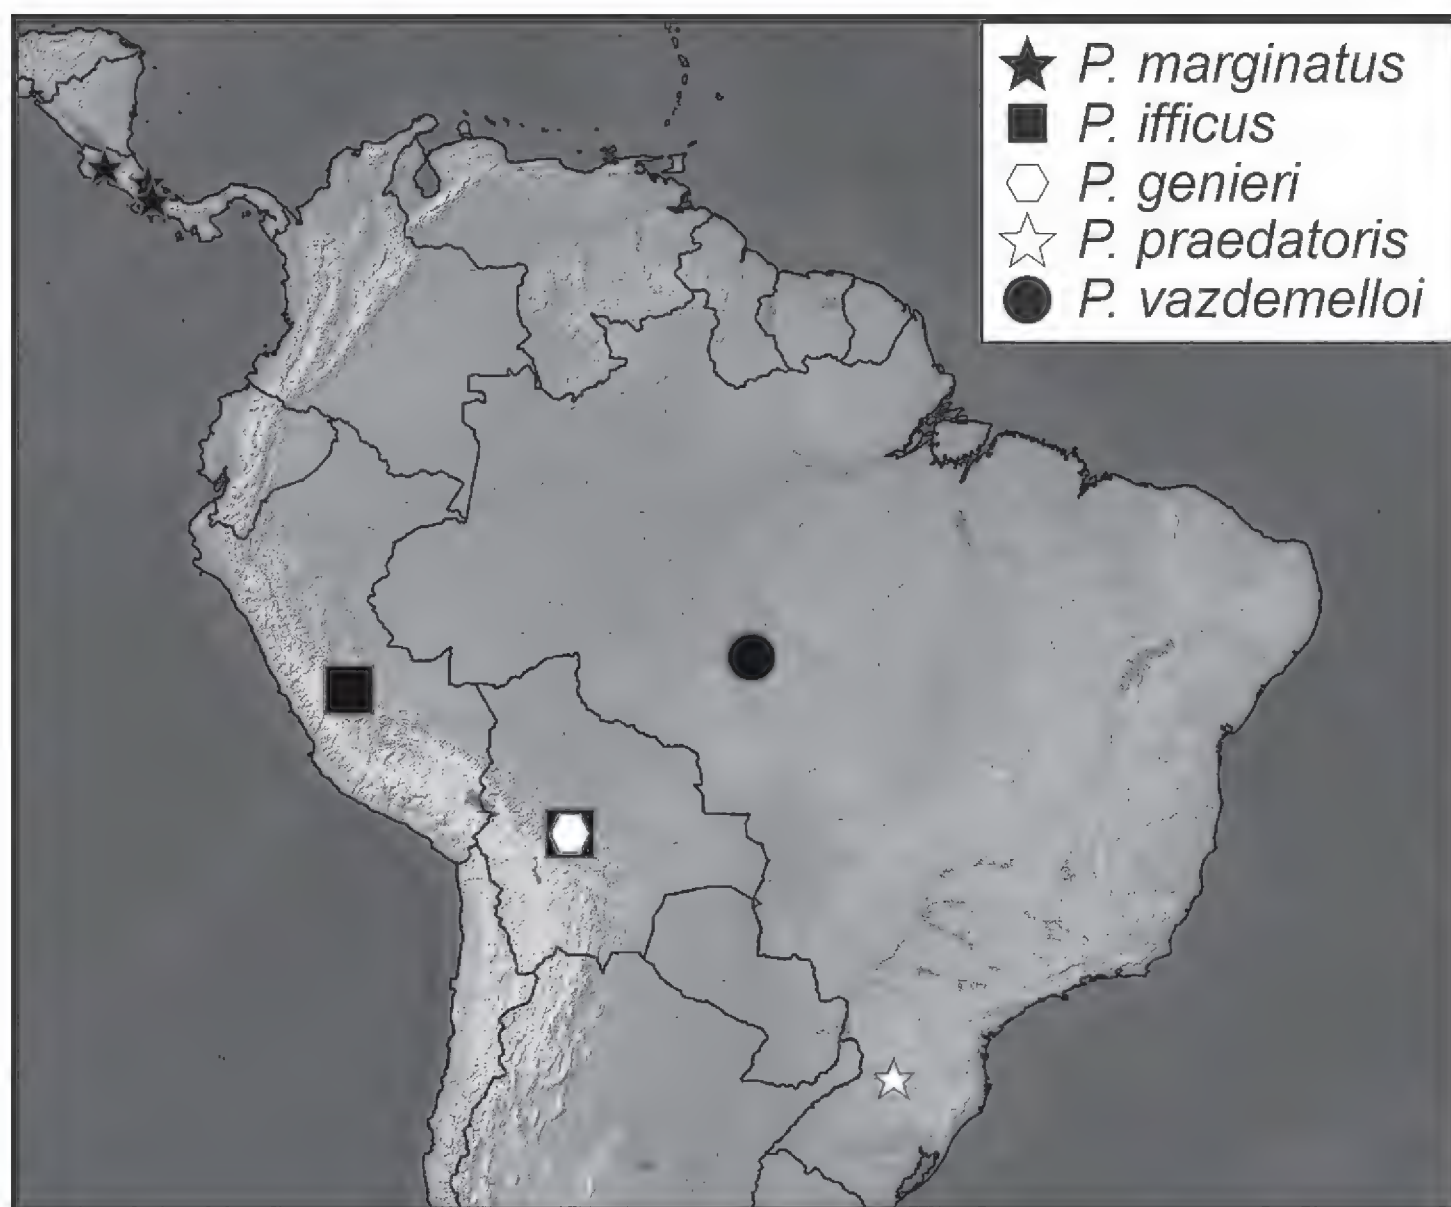 P. marginatus
P. ifficus
P. genieri
P. praedatoris
P. vazdemelloi